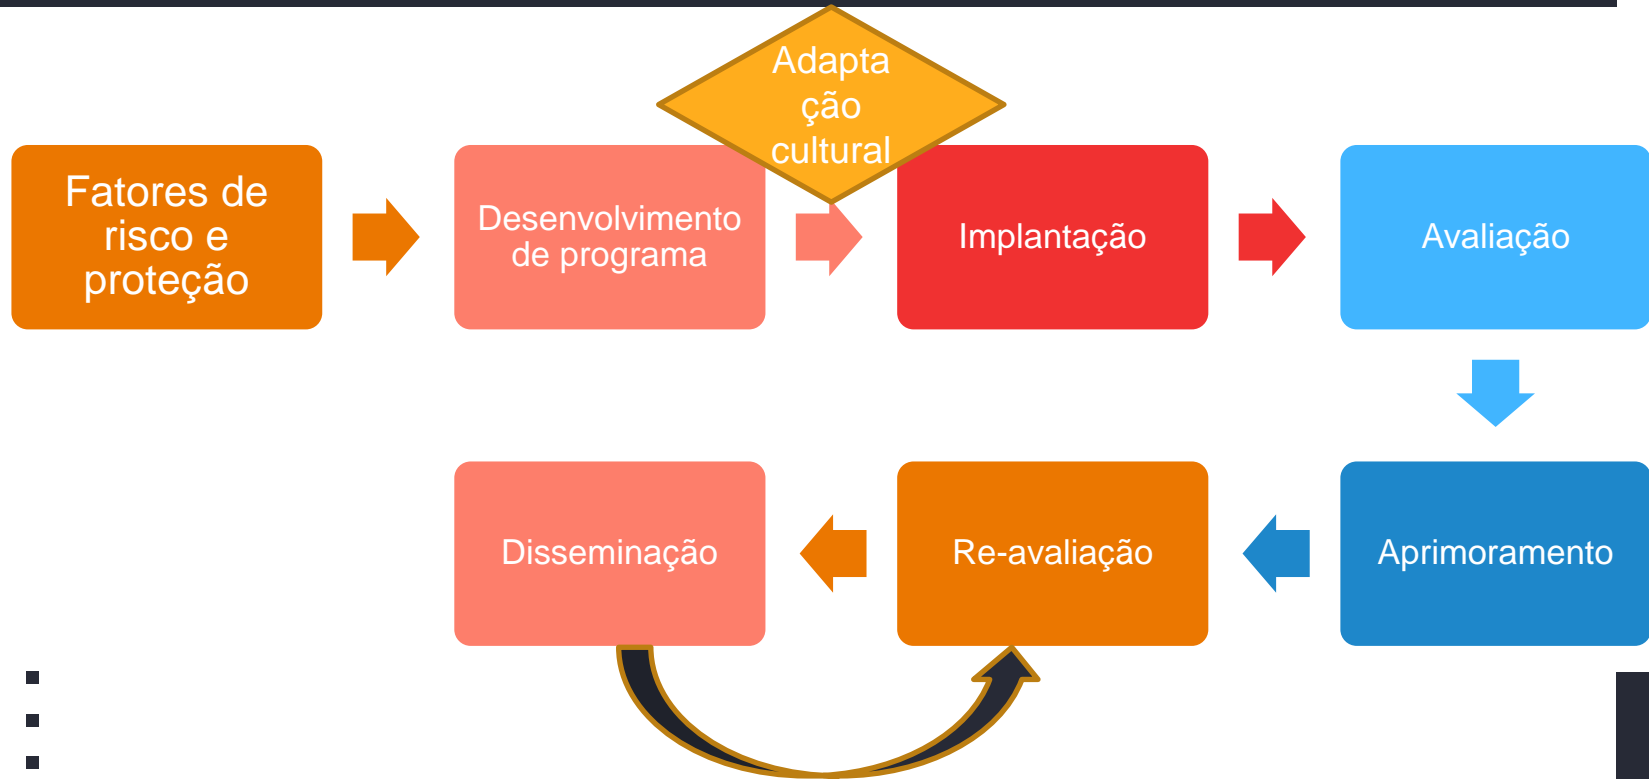 Adapta
ção
cultural
Fatores de
risco e
proteção
Desenvolvimento
de programa
Implantação
Avaliação
Disseminação
Re-avaliação
Aprimoramento